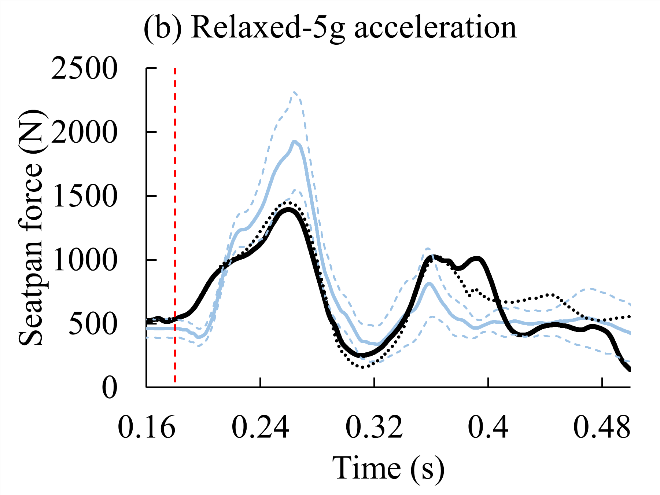 (b) Relaxed-5g acceleration
Seatpan force (N)
2500
2000
1500
1000
500
0
0.16 0.24 0.32 0.4 0.48
Time (s)